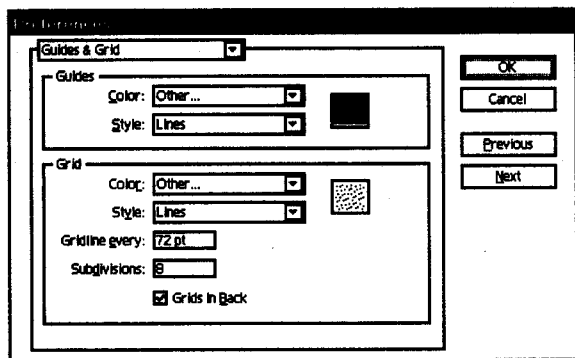 Preferences
Guides & Grid
OK
Guides
Color: Other...
Cancel
Style: Lines
Previous
Grid
Next
Color: Other...
Style: Lines
Gridline every: 72 pt
Subdivisions: 8
Grids In Back